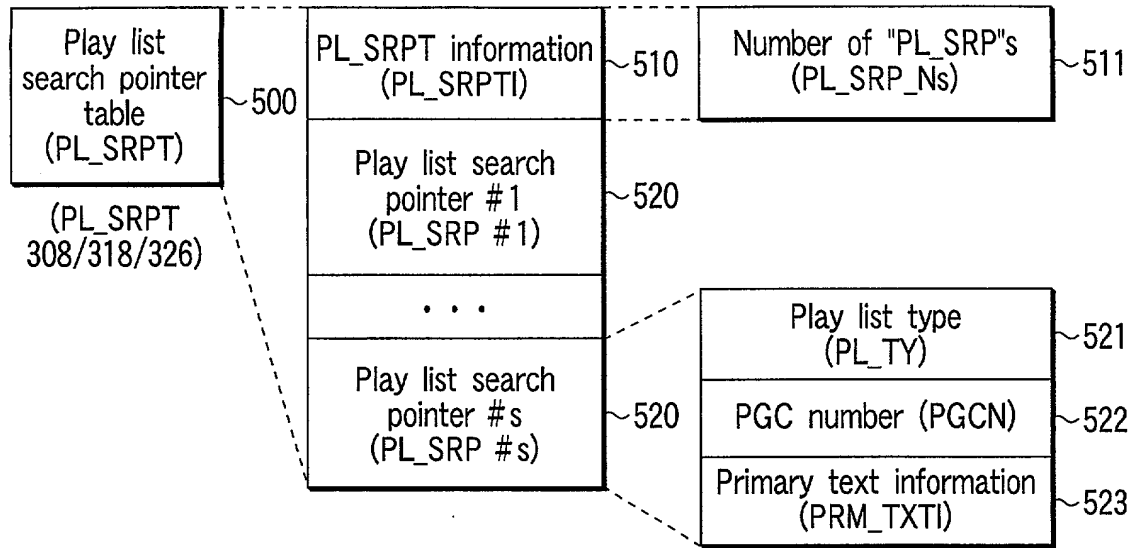 Play list
search pointer
table
(PL_SRPT)
500
(PL_SRPT
308/318/326)
PL_SRPT information
(PL_SRPTI)
510
Number of "PL_SRP"s
(PL_SRP_Ns)
511
Play list search
pointer #1
(PL_SRP #1)
520
. . .
Play list search
pointer #s
(PL_SRP #s)
520
Play list type
(PL_TY)
521
PGC number (PGCN)
522
Primary text information
(PRM_TXTI)
523